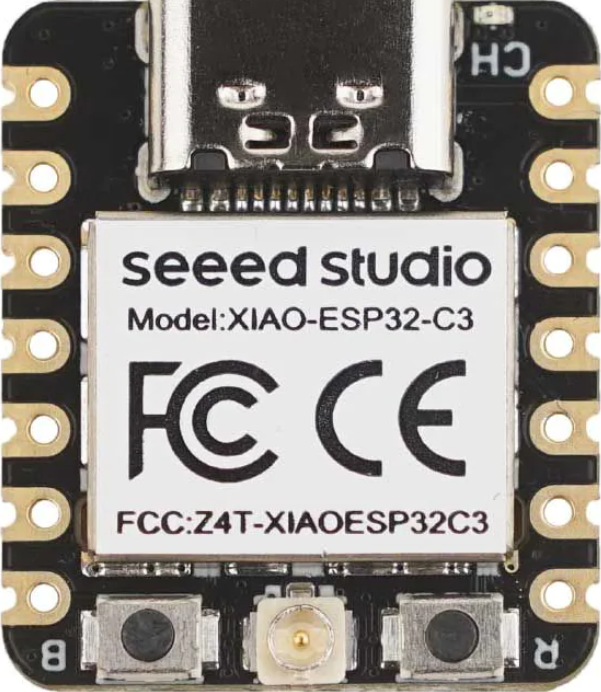 CH
seeed studio
Model:XIAO-ESP32-C3
FC CE
FCC:Z4T-XIAOESP32C3
B R